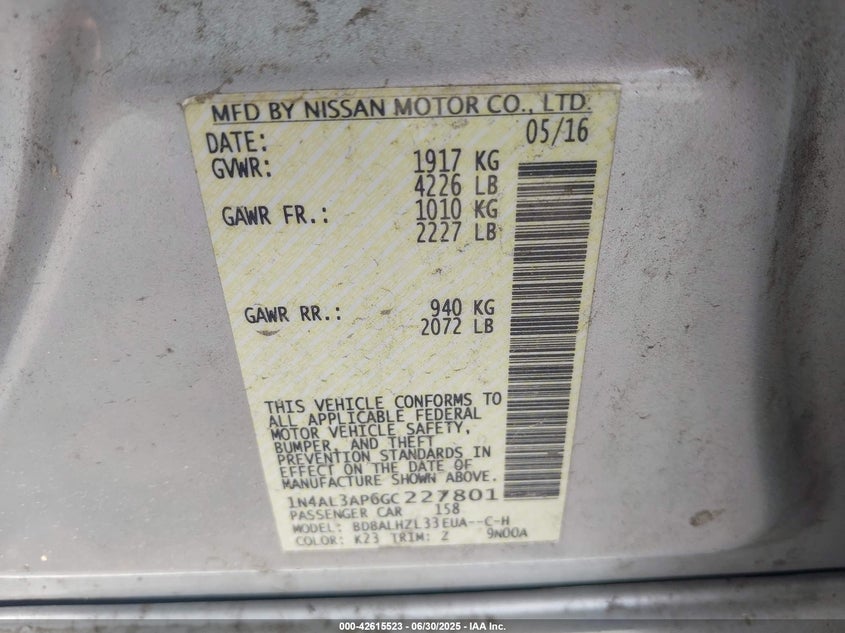 MFD BY NISSAN MOTOR CO., LTD.
DATE: 05/16
GVWR: 1917 KG
4226 LB
GAWR FR.: 1010 KG
2227 LB
GAWR RR.: 940 KG
2072 LB
THIS VEHICLE CONFORMS TO
ALL APPLICABLE FEDERAL
MOTOR VEHICLE SAFETY,
BUMPER, AND THEFT
PREVENTION STANDARDS IN
EFFECT ON THE DATE OF
MANUFACTURE SHOWN ABOVE.
1N4AL3AP6GC227801
PASSENGER CAR 158
MODEL: BDBALHZL33EUA--C-H
COLOR: K23 TRIM: Z 9N00A
000-42615523 - 06/30/2025 - IAA Inc.